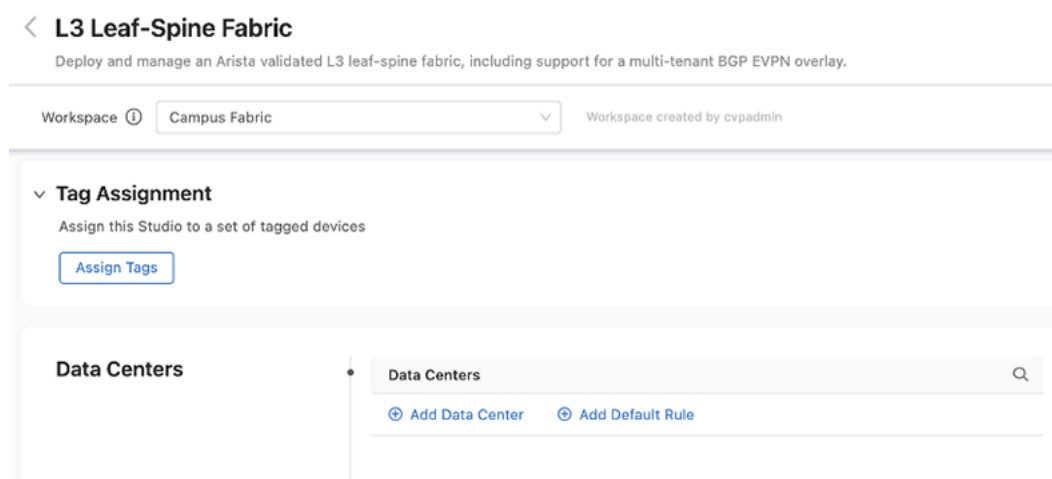 L3 Leaf-Spine Fabric
Deploy and manage an Arista validated L3 leaf-spine fabric, including support for a multi-tenant BGP EVPN overlay.
Workspace Campus Fabric Workspace created by cvpadmin
Tag Assignment
Assign this Studio to a set of tagged devices
Assign Tags
Data Centers
Data Centers
Add Data Center Add Default Rule